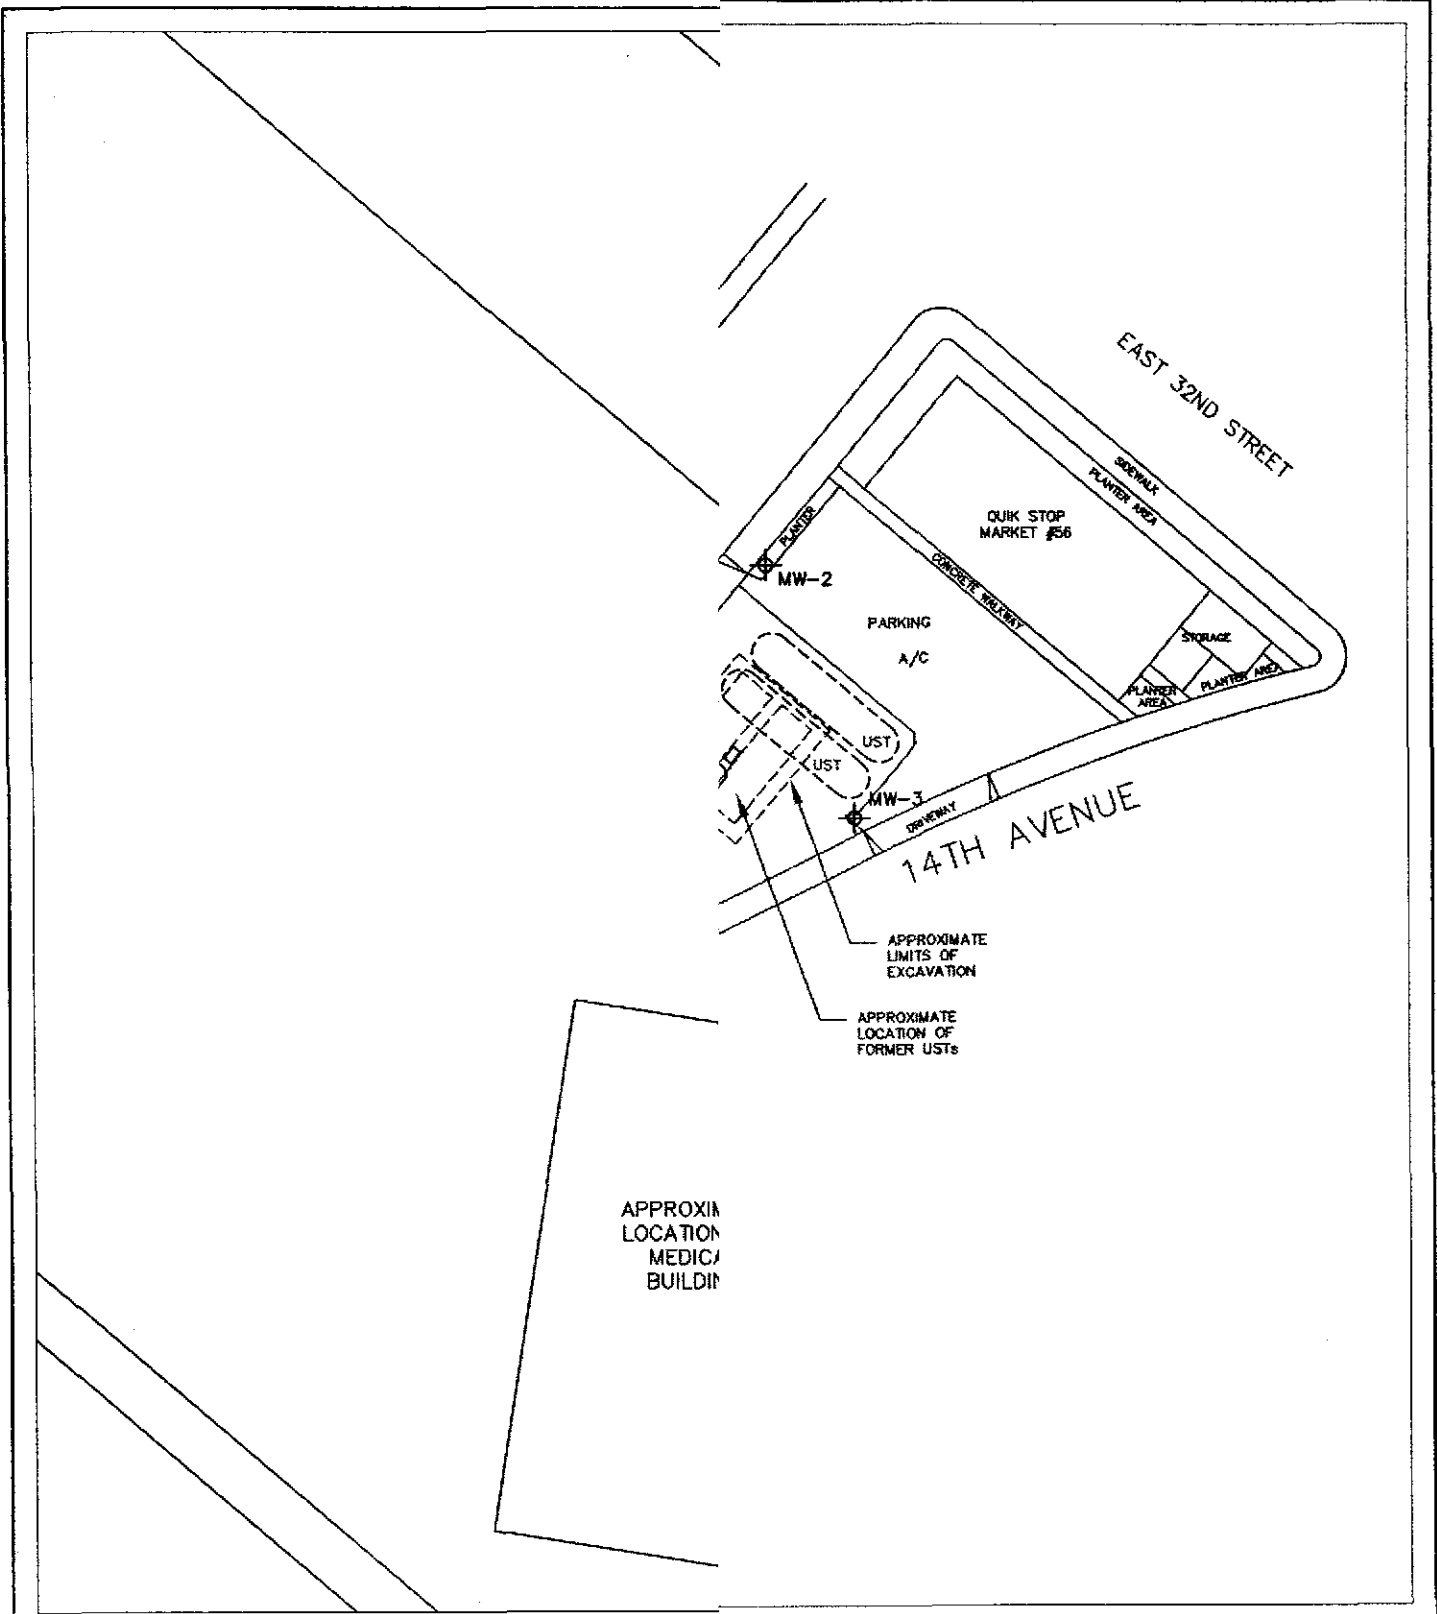 EAST 32ND STREET
SIDEWALK
PLANTER AREA
QUIK STOP
MARKET #56
PLANTER
CONCRETE WALKWAY
MW-2
PARKING
A/C
STORAGE
PLANTER AREA
PLANTER
AREA
UST
UST
MW-3
DRIVEWAY
14TH AVENUE
APPROXIMATE
LIMITS OF
EXCAVATION
APPROXIMATE
LOCATION OF
FORMER USTs
LOCATION